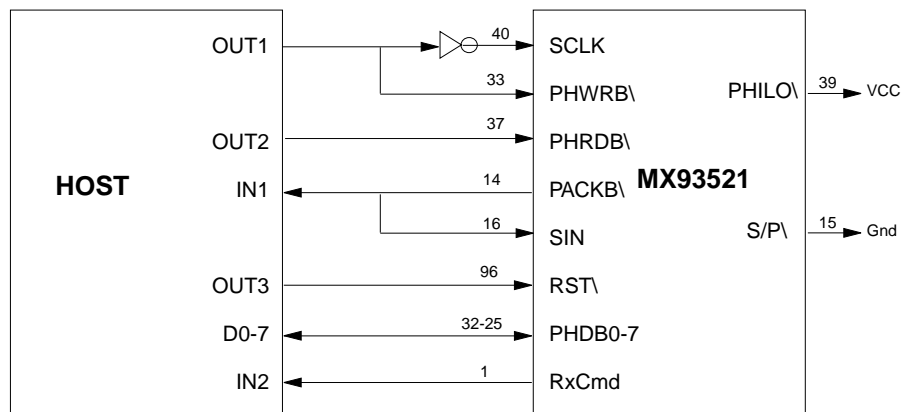 OUT1 40 SCLK
33 PHWRB\ PHILO\ 39 VCC
OUT2 37 PHRDB\
HOST IN1 14 PACKB\ MX93521
16 SIN S/P\ 15 Gnd
OUT3 96 RST\
D0-7 32-25 PHDB0-7
IN2 1 RxCmd